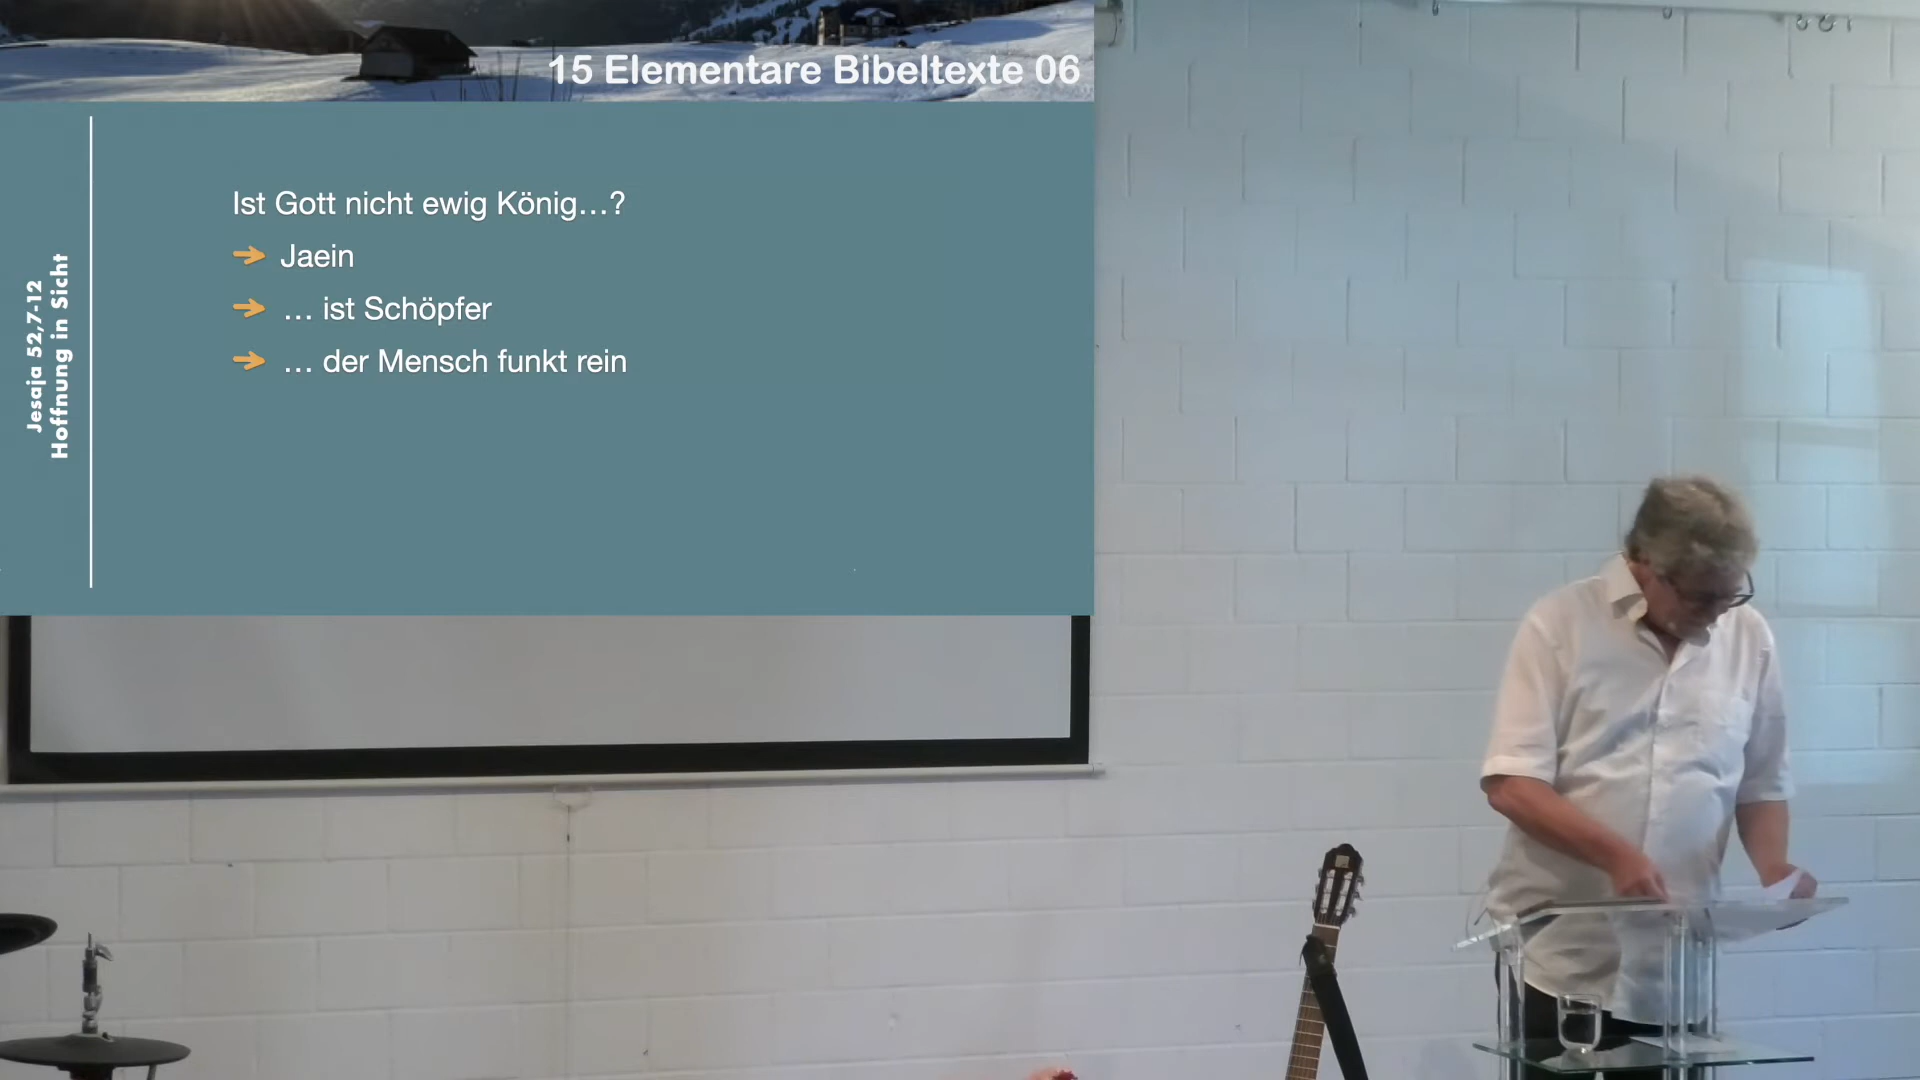 15 Elementare Bibeltexte 06
Jesaja 52,7-12
Hoffnung in Sicht
Ist Gott nicht ewig König…?
➔ Jaein
➔ … ist Schöpfer
➔ … der Mensch funkt rein